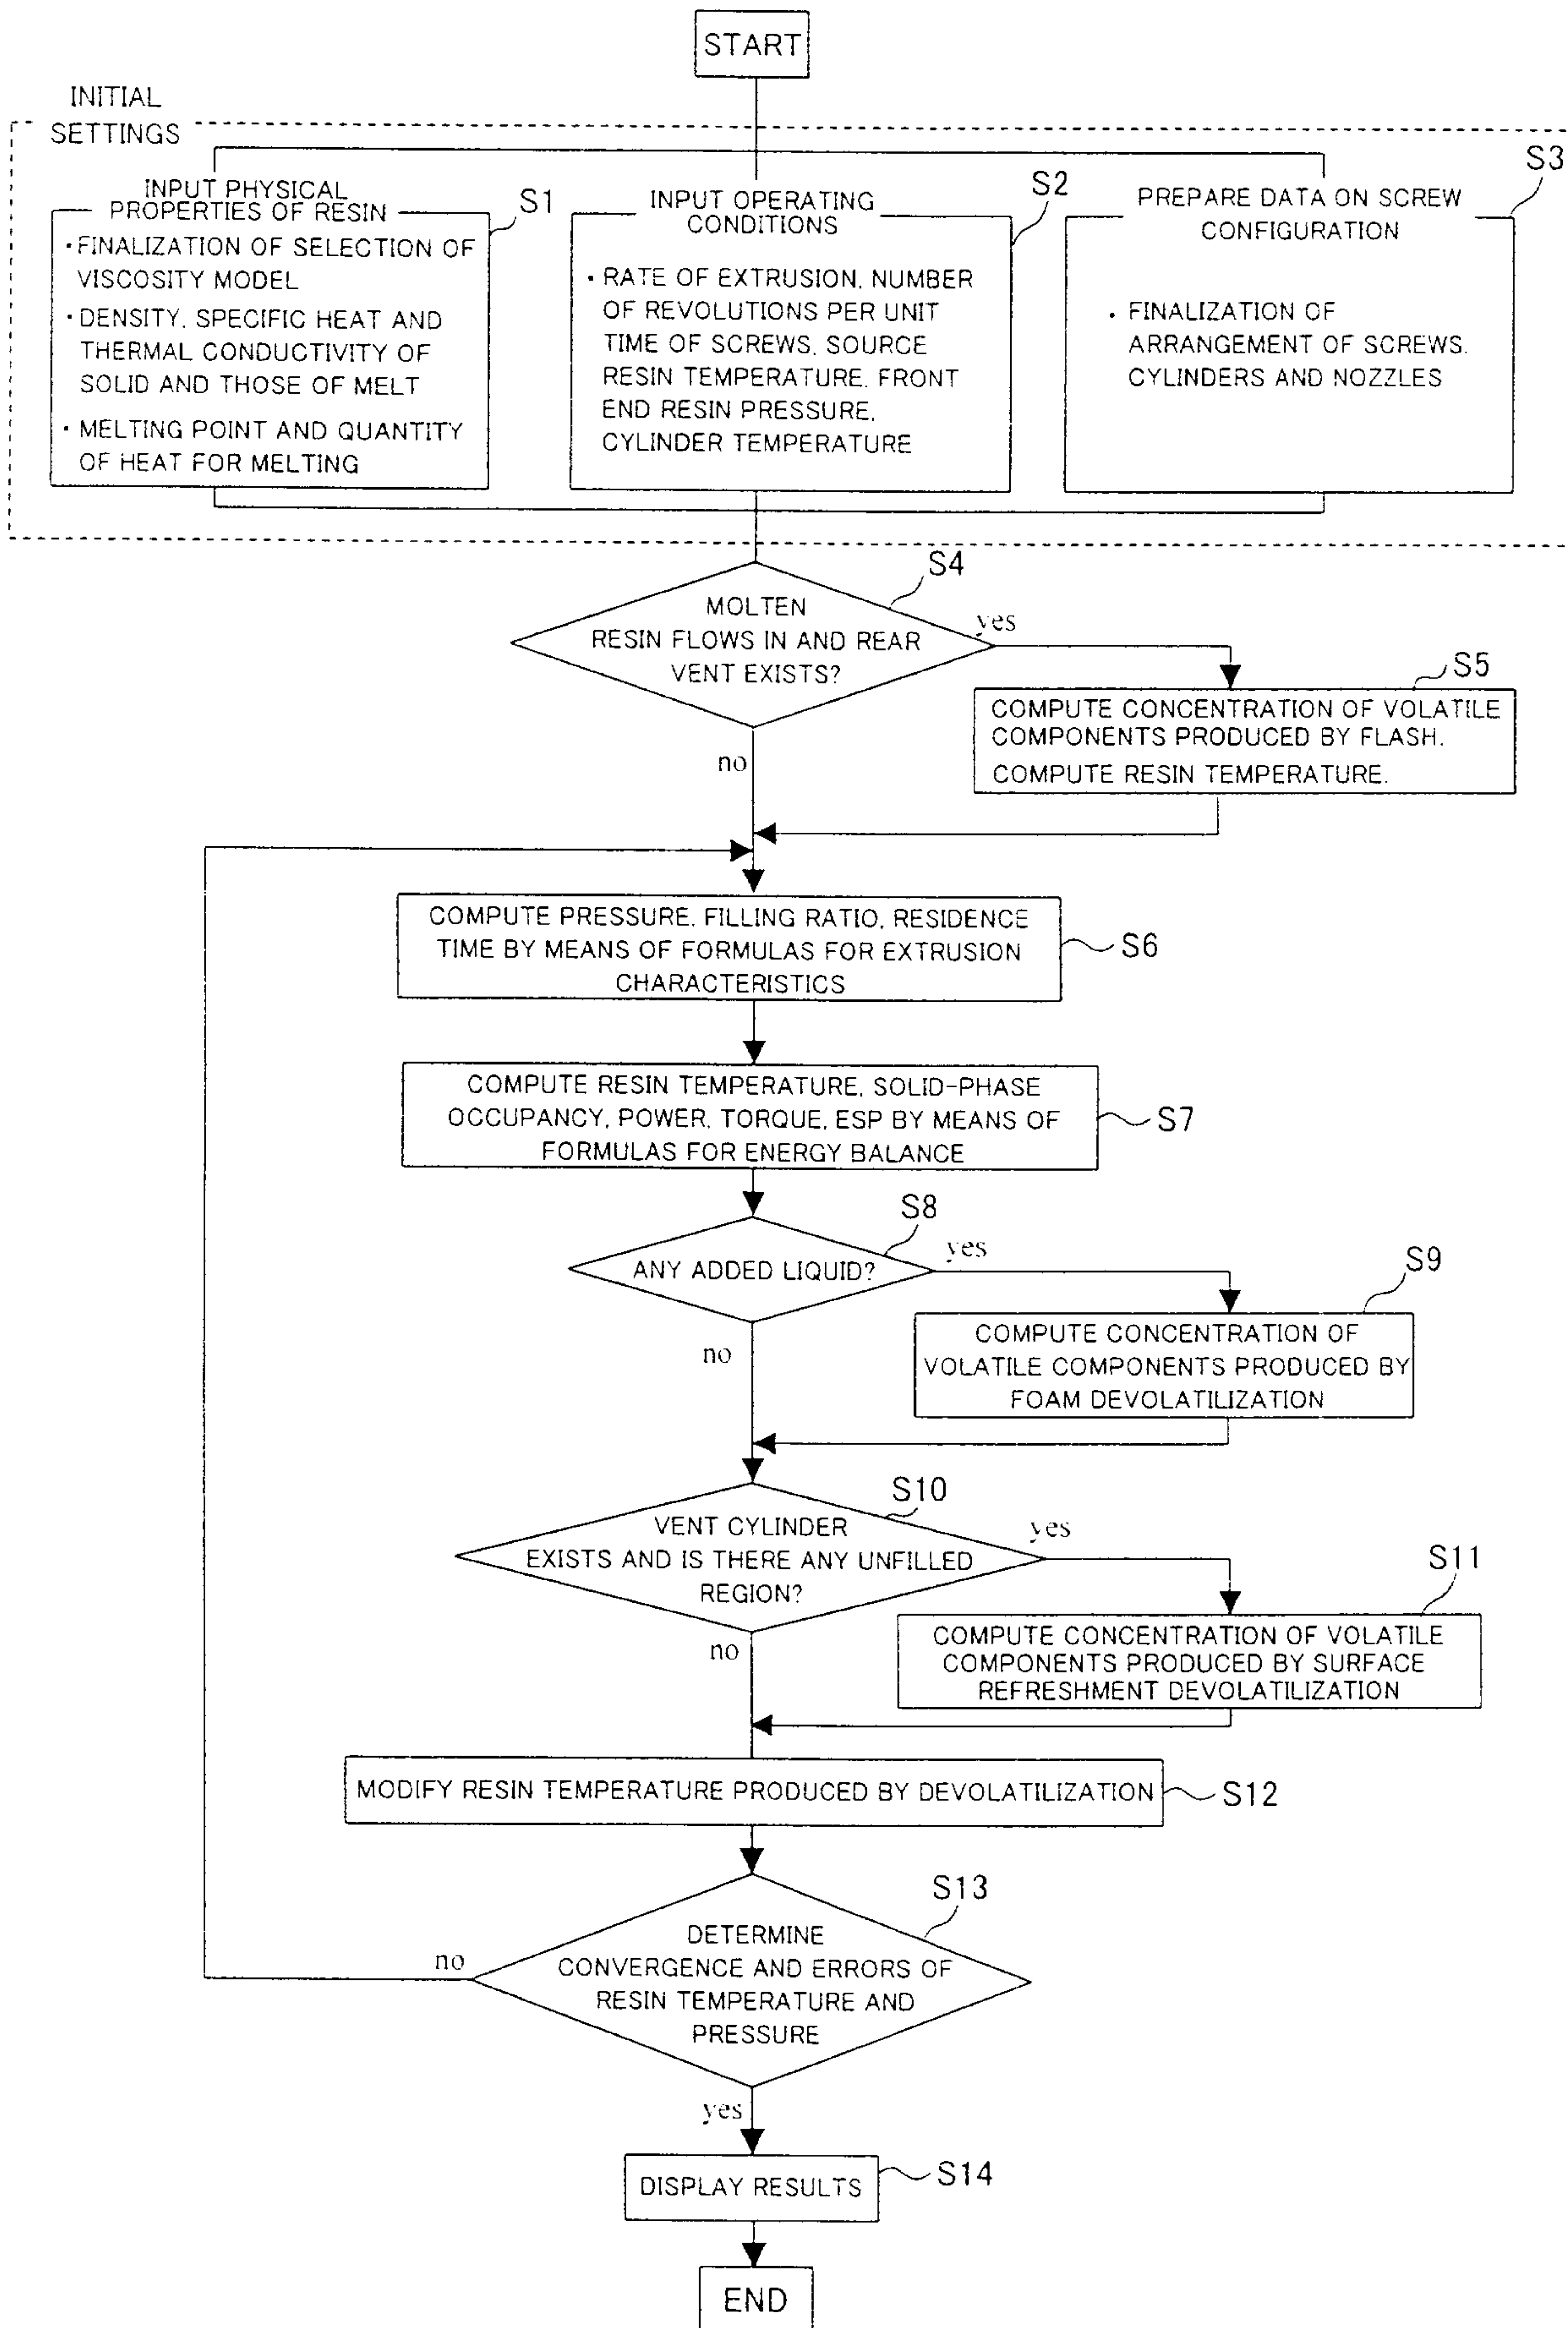 START
INITIAL
SETTINGS
INPUT PHYSICAL
PROPERTIES OF RESIN
S1
・FINALIZATION OF SELECTION OF
VISCOSITY MODEL
・DENSITY, SPECIFIC HEAT AND
THERMAL CONDUCTIVITY OF
SOLID AND THOSE OF MELT
・MELTING POINT AND QUANTITY
OF HEAT FOR MELTING
INPUT OPERATING
CONDITIONS
S2
・RATE OF EXTRUSION, NUMBER
OF REVOLUTIONS PER UNIT
TIME OF SCREWS, SOURCE
RESIN TEMPERATURE, FRONT
END RESIN PRESSURE,
CYLINDER TEMPERATURE
PREPARE DATA ON SCREW
CONFIGURATION
S3
・FINALIZATION OF
ARRANGEMENT OF SCREWS,
CYLINDERS AND NOZZLES
S4
MOLTEN
RESIN FLOWS IN AND REAR
VENT EXISTS?
yes
no
S5
COMPUTE CONCENTRATION OF VOLATILE
COMPONENTS PRODUCED BY FLASH.
COMPUTE RESIN TEMPERATURE.
COMPUTE PRESSURE, FILLING RATIO, RESIDENCE
TIME BY MEANS OF FORMULAS FOR EXTRUSION
CHARACTERISTICS
S6
COMPUTE RESIN TEMPERATURE, SOLID-PHASE
OCCUPANCY, POWER, TORQUE, ESP BY MEANS OF
FORMULAS FOR ENERGY BALANCE
S7
S8
ANY ADDED LIQUID?
yes
no
S9
COMPUTE CONCENTRATION OF
VOLATILE COMPONENTS PRODUCED BY
FOAM DEVOLATILIZATION
S10
VENT CYLINDER
EXISTS AND IS THERE ANY UNFILLED
REGION?
yes
no
S11
COMPUTE CONCENTRATION OF VOLATILE
COMPONENTS PRODUCED BY SURFACE
REFRESHMENT DEVOLATILIZATION
MODIFY RESIN TEMPERATURE PRODUCED BY DEVOLATILIZATION
S12
S13
DETERMINE
CONVERGENCE AND ERRORS OF
RESIN TEMPERATURE AND
PRESSURE
no
yes
DISPLAY RESULTS
S14
END